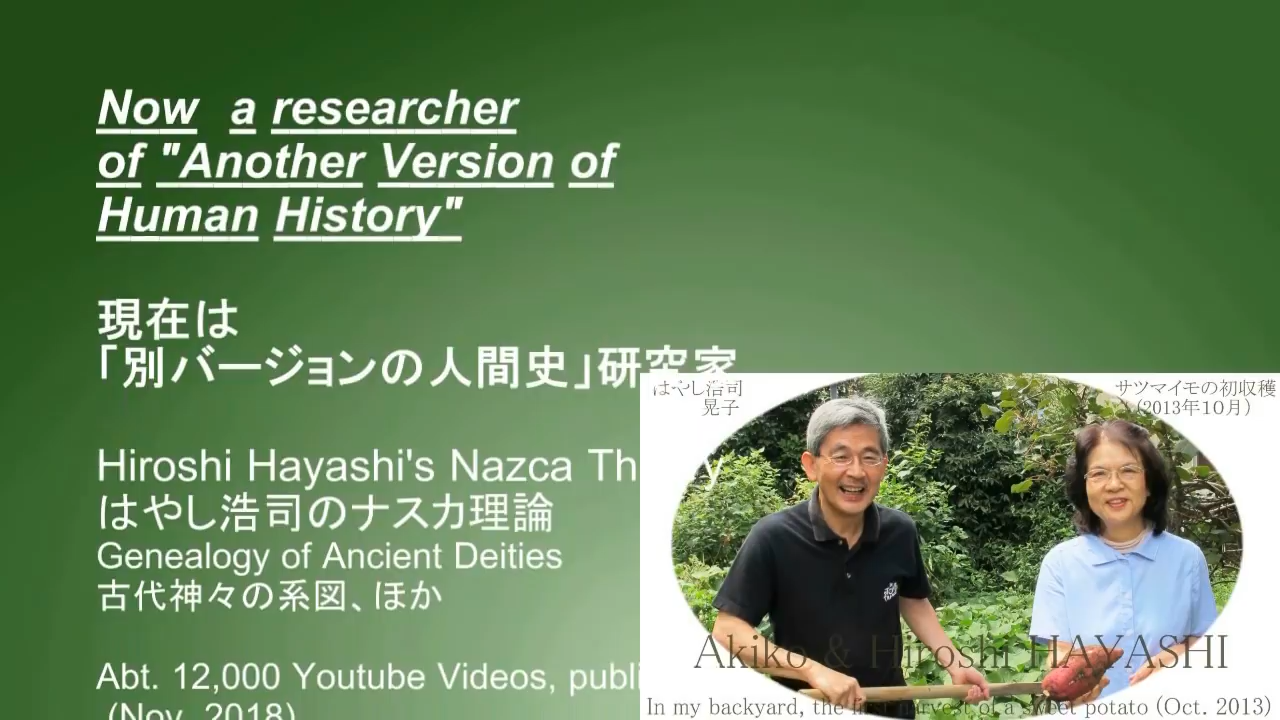 Now a researcher
of "Another Version of
Human History"
現在は
「別バージョンの人間史」研究家
Hiroshi Hayashi's Nazca Th y
はやし浩司のナスカ理論
Genealogy of Ancient Deities
古代神々の系図、ほか
Abt. 12,000 Youtube Videos, publi
(Nov. 2018)
はやし浩司
晃子
サツマイモの初収穫
(2013年10月)
Akiko & Hiroshi HAYASHI
In my backyard, the first harvest of a sweet potato (Oct. 2013)